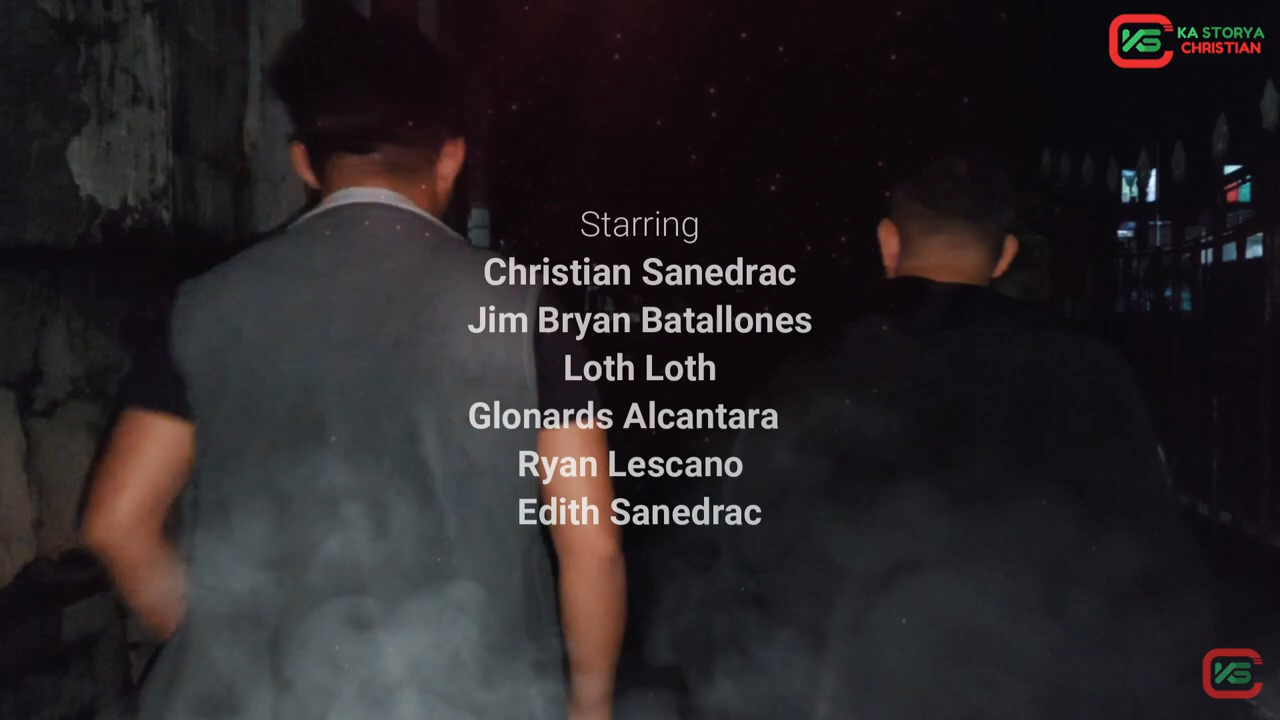 KA STORYA
CHRISTIAN
Starring
Christian Sanedrac
Jim Bryan Batallones
Loth Loth
Glonards Alcantara
Ryan Lescano
Edith Sanedrac